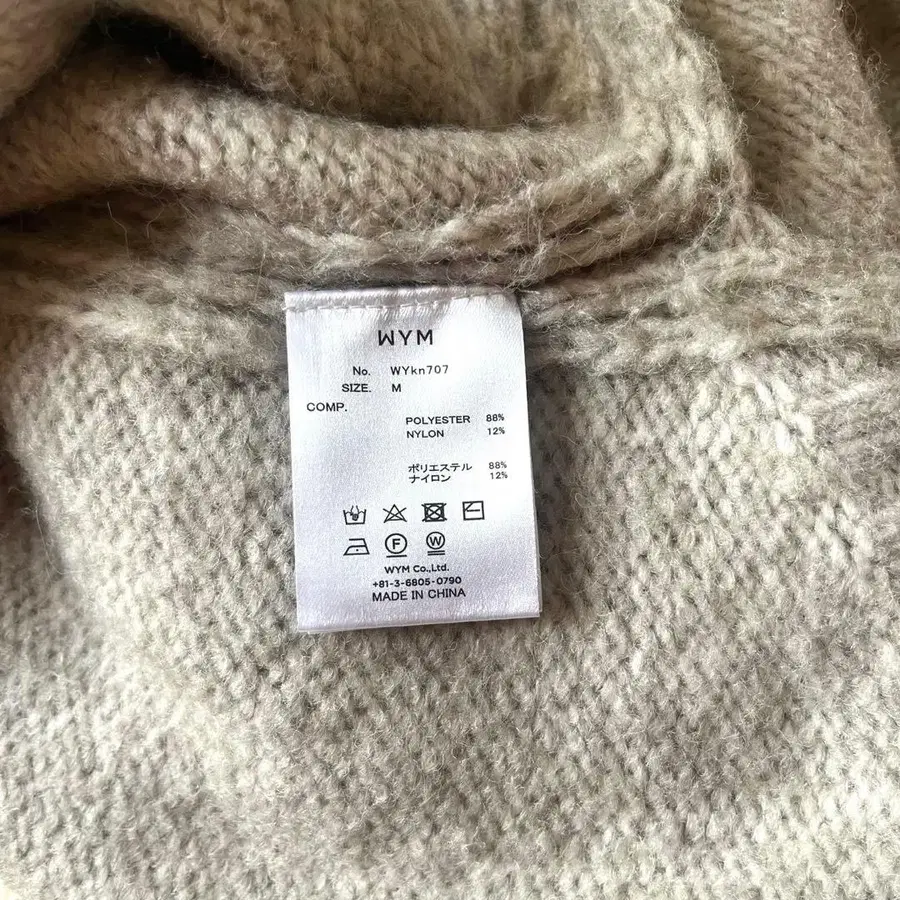 WYM
No. WYkn707
SIZE. M
COMP.
POLYESTER 88%
NYLON 12%
ポリエステル 88%
ナイロン 12%
F W
WYM Co.,Ltd.
+81-3-6805-0790
MADE IN CHINA